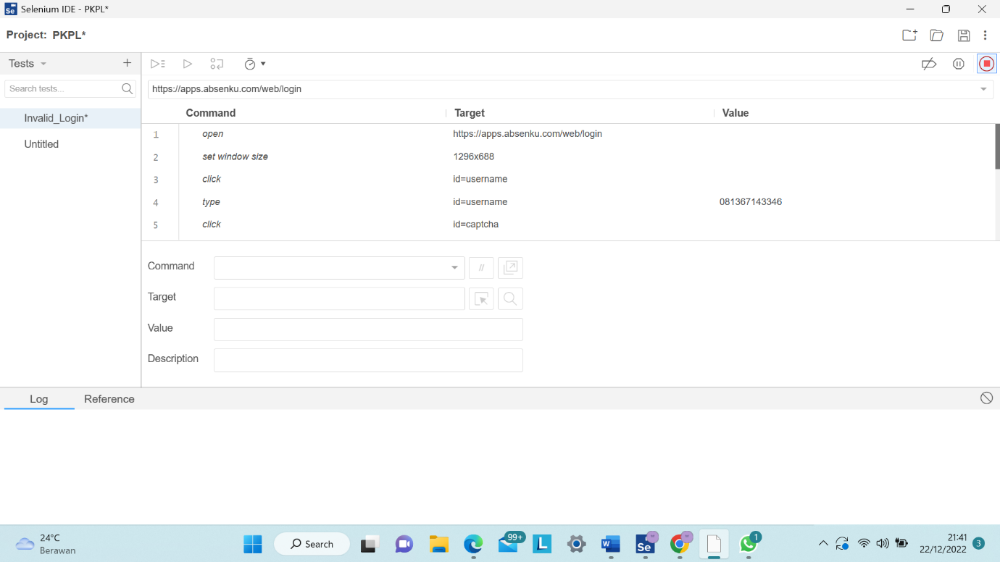 Se Selenium IDE - PKPL*
Project: PKPL*
Tests
Search tests...
Invalid_Login*
Untitled
https://apps.absenku.com/web/login
Command Target Value
1 open https://apps.absenku.com/web/login
2 set window size 1296x688
3 click id=username
4 type id=username 081367143346
5 click id=captcha
Command //
Target
Value
Description
Log Reference
24°C
Berawan
Search
99+
L
W
Se
1
21:41
22/12/2022
3